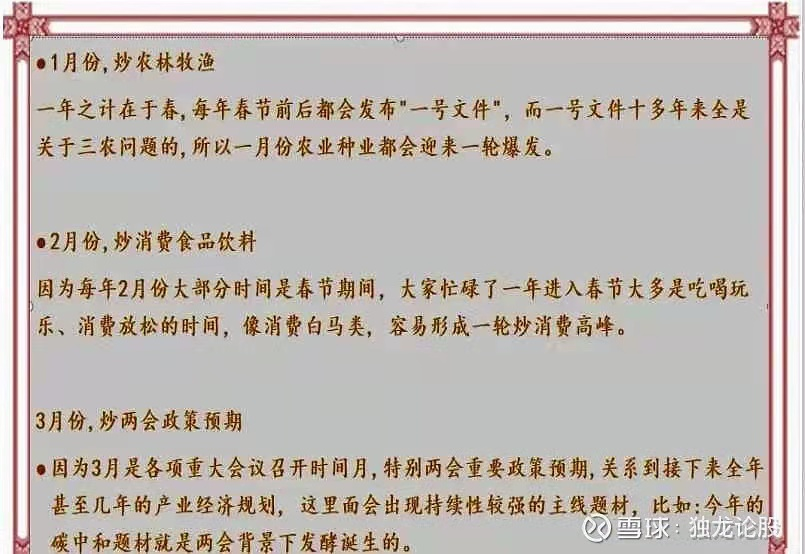 ●1月份,炒农林牧渔
一年之计在于春,每年春节前后都会发布"一号文件"，而一号文件十多年来全是
关于三农问题的,所以一月份农业种业都会迎来一轮爆发。
●2月份,炒消费食品饮料
因为每年2月份大部分时间是春节期间，大家忙碌了一年进入春节大多是吃喝玩
乐、消费放松的时间，像消费白马类，容易形成一轮炒消费高峰。
3月份,炒两会政策预期
●因为3月是各项重大会议召开时间月,特别两会重要政策预期,关系到接下来全年
甚至几年的产业经济规划，这里面会出现持续性较强的主线题材，比如:今年的
碳中和题材就是两会背景下发酵诞生的。
雪球：独龙论股